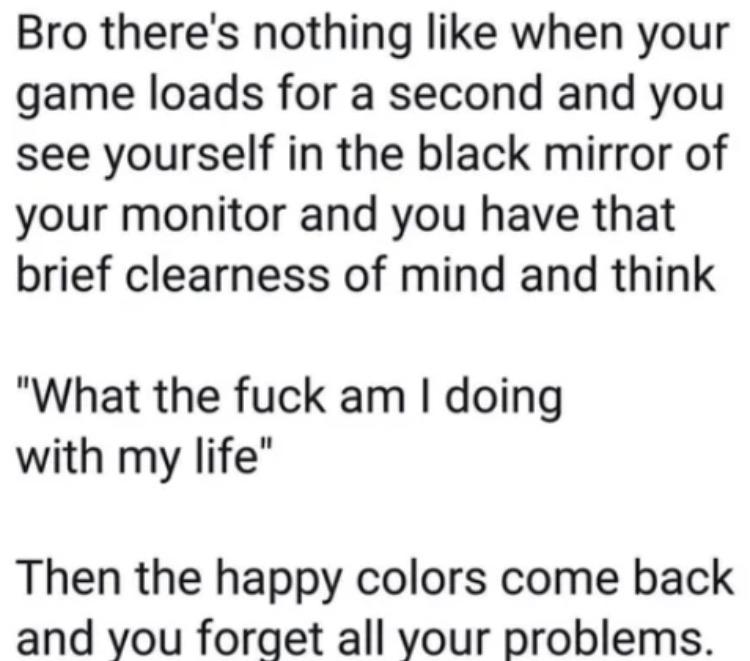 Bro there's nothing like when your
game loads for a second and you
see yourself in the black mirror of
your monitor and you have that
brief clearness of mind and think
"What the fuck am I doing
with my life"
Then the happy colors come back
and you forget all your problems.